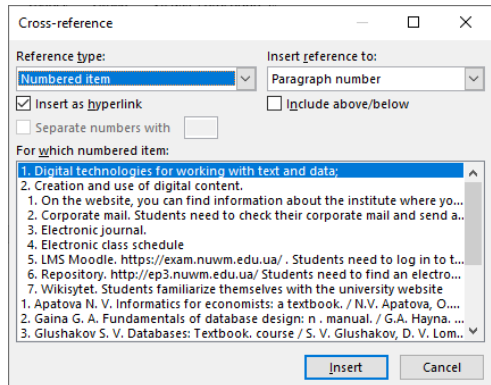 Cross-reference
Reference type:
Insert reference to:
Numbered item
Paragraph number
Insert as hyperlink
Include above/below
Separate numbers with
For which numbered item:
1. Digital technologies for working with text and data;
2. Creation and use of digital content.
1. On the website, you can find information about the institute where yo...
2. Corporate mail. Students need to check their corporate mail and send a...
3. Electronic journal.
4. Electronic class schedule
5. LMS Moodle. https://exam.nuwm.edu.ua/ . Students need to log in to t...
6. Repository. http://ep3.nuwm.edu.ua/ Students need to find an electro...
7. Wikisytet. Students familiarize themselves with the university website
1. Apatova N. V. Informatics for economists: a textbook. / N.V. Apatova, O....
2. Gaina G. A. Fundamentals of database design: n . manual. / G.A. Hayna. ...
3. Glushakov S. V. Databases: Textbook. course / S. V. Glushakov, D. V. Lom...
Insert
Cancel